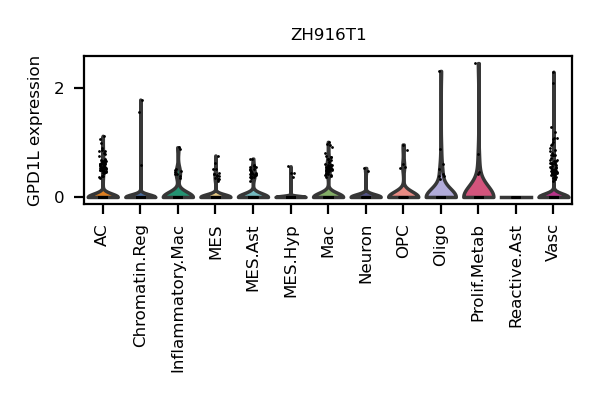 ZH916T1
GPD1L expression
2
0
AC
Chromatin.Reg
Inflammatory.Mac
MES
MES.Ast
MES.Hyp
Mac
Neuron
OPC
Oligo
Prolif.Metab
Reactive.Ast
Vasc